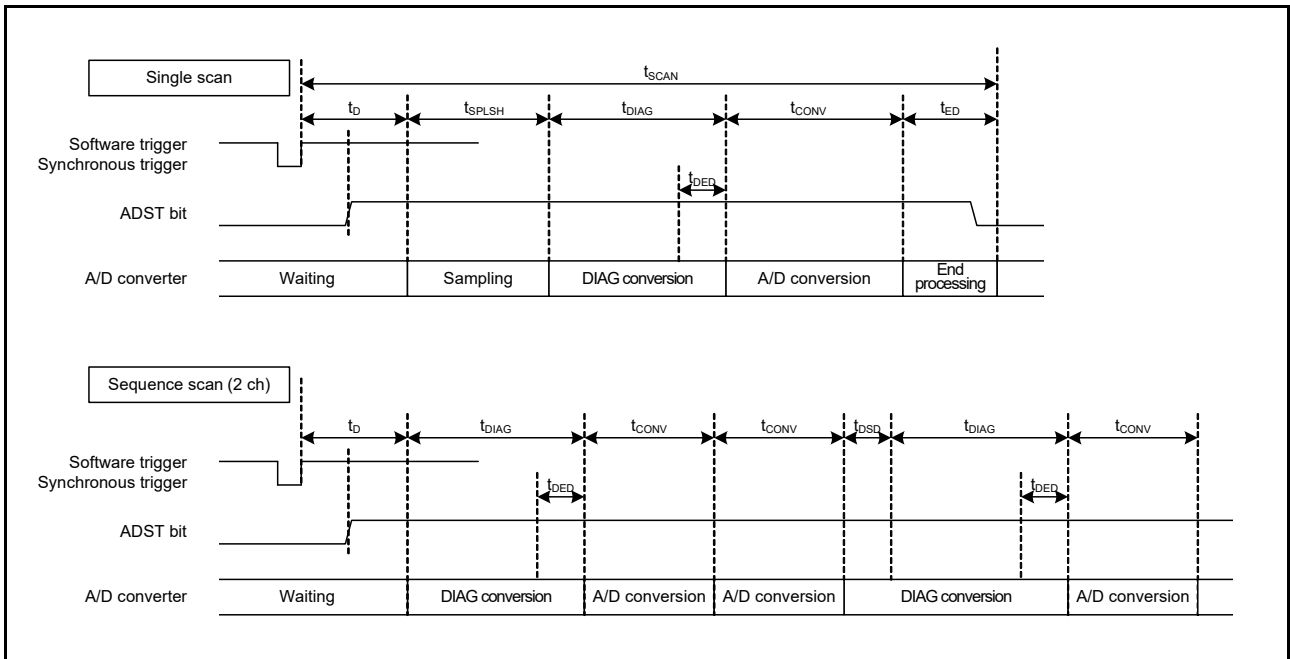 Single scan
tSCAN
tD tSPLSH tDIAG tCONV tED
Software trigger
Synchronous trigger
tDED
ADST bit
A/D converter Waiting Sampling DIAG conversion A/D conversion End processing
Sequence scan (2 ch)
tD tDIAG tCONV tCONV tDSD tDIAG tCONV
Software trigger
Synchronous trigger
tDED tDED
ADST bit
A/D converter Waiting DIAG conversion A/D conversion A/D conversion DIAG conversion A/D conversion